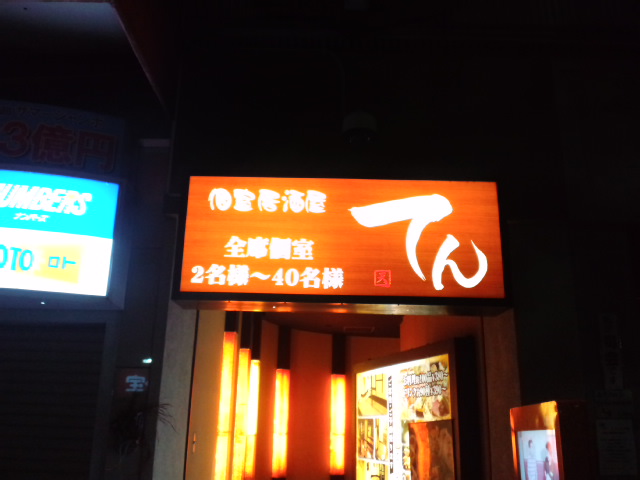 3億円
NUMBERS
ナンバーズ
LOTO ロト
個室居酒屋
てん
全席個室
2名様〜40名様
宝